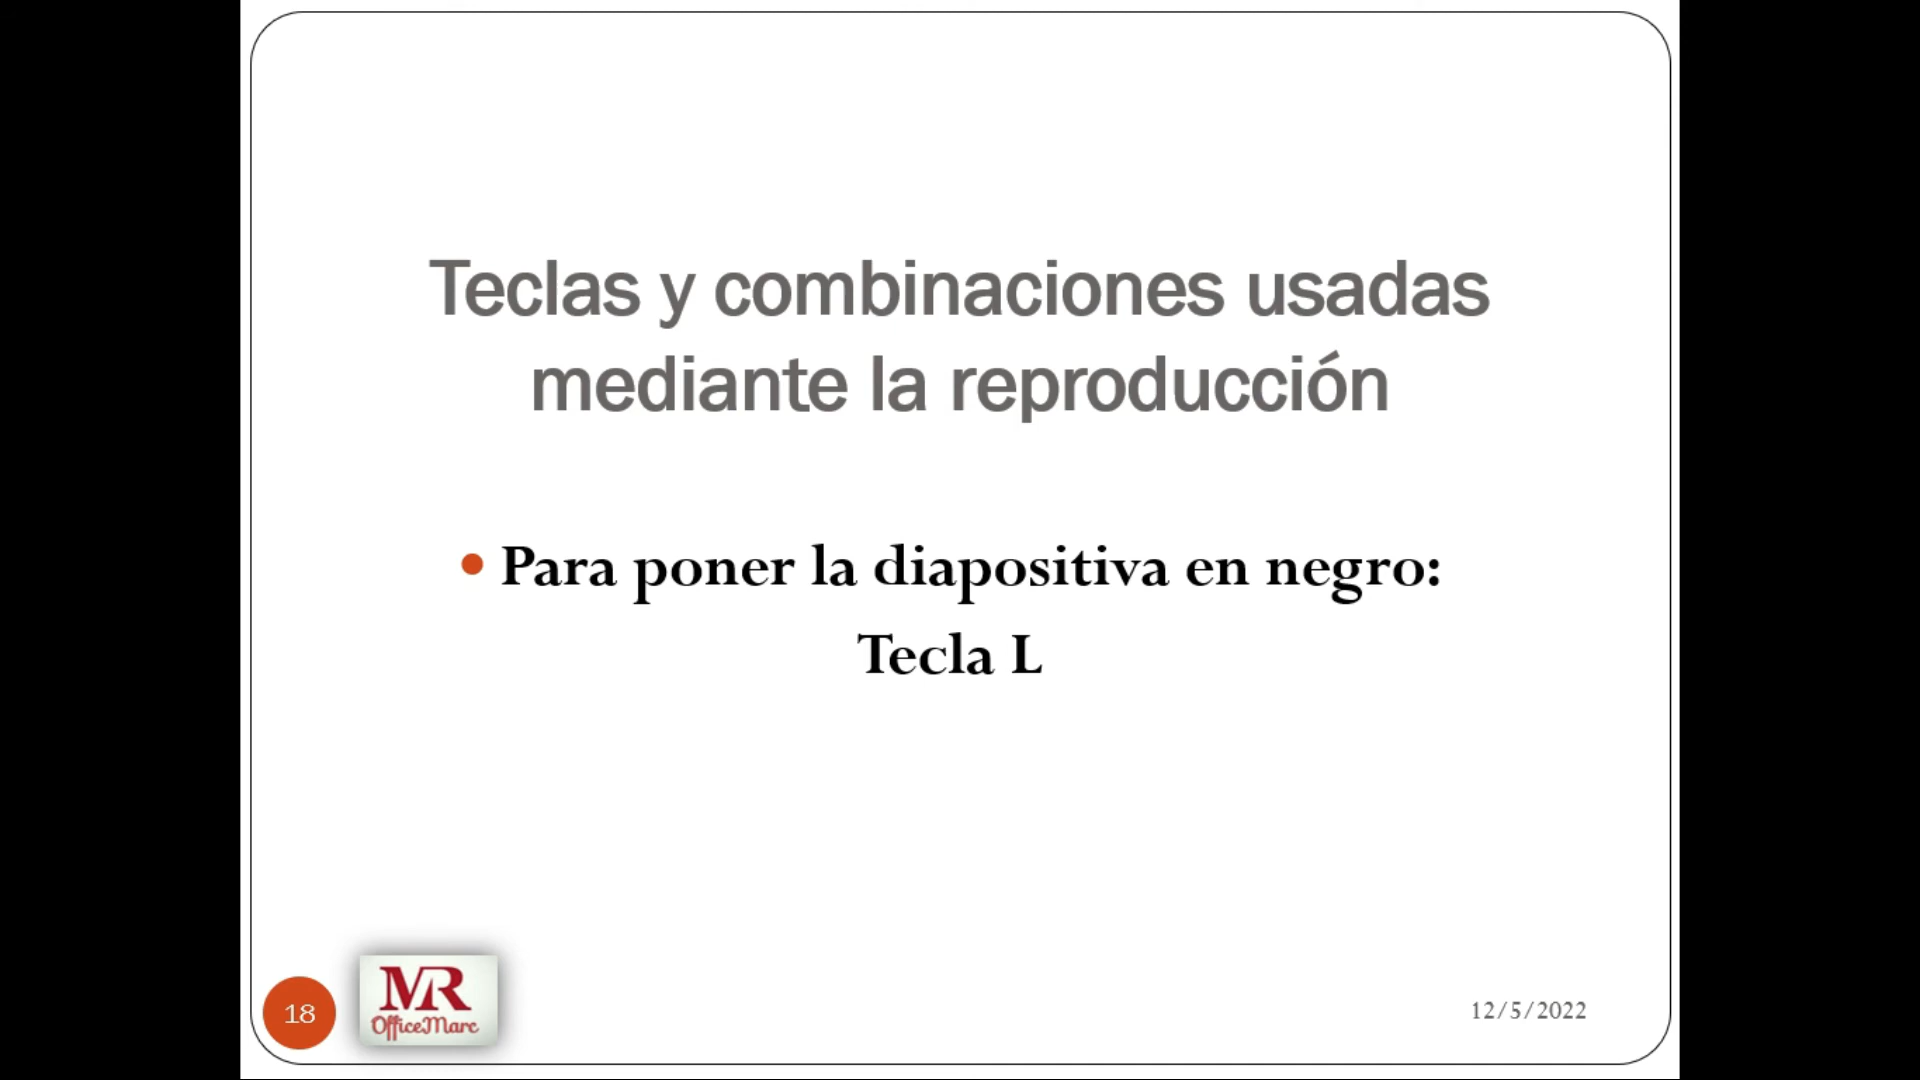 Teclas y combinaciones usadas
mediante la reproducción
• Para poner la diapositiva en negro:
Tecla L
18
MR
OfficeMarc
12/5/2022